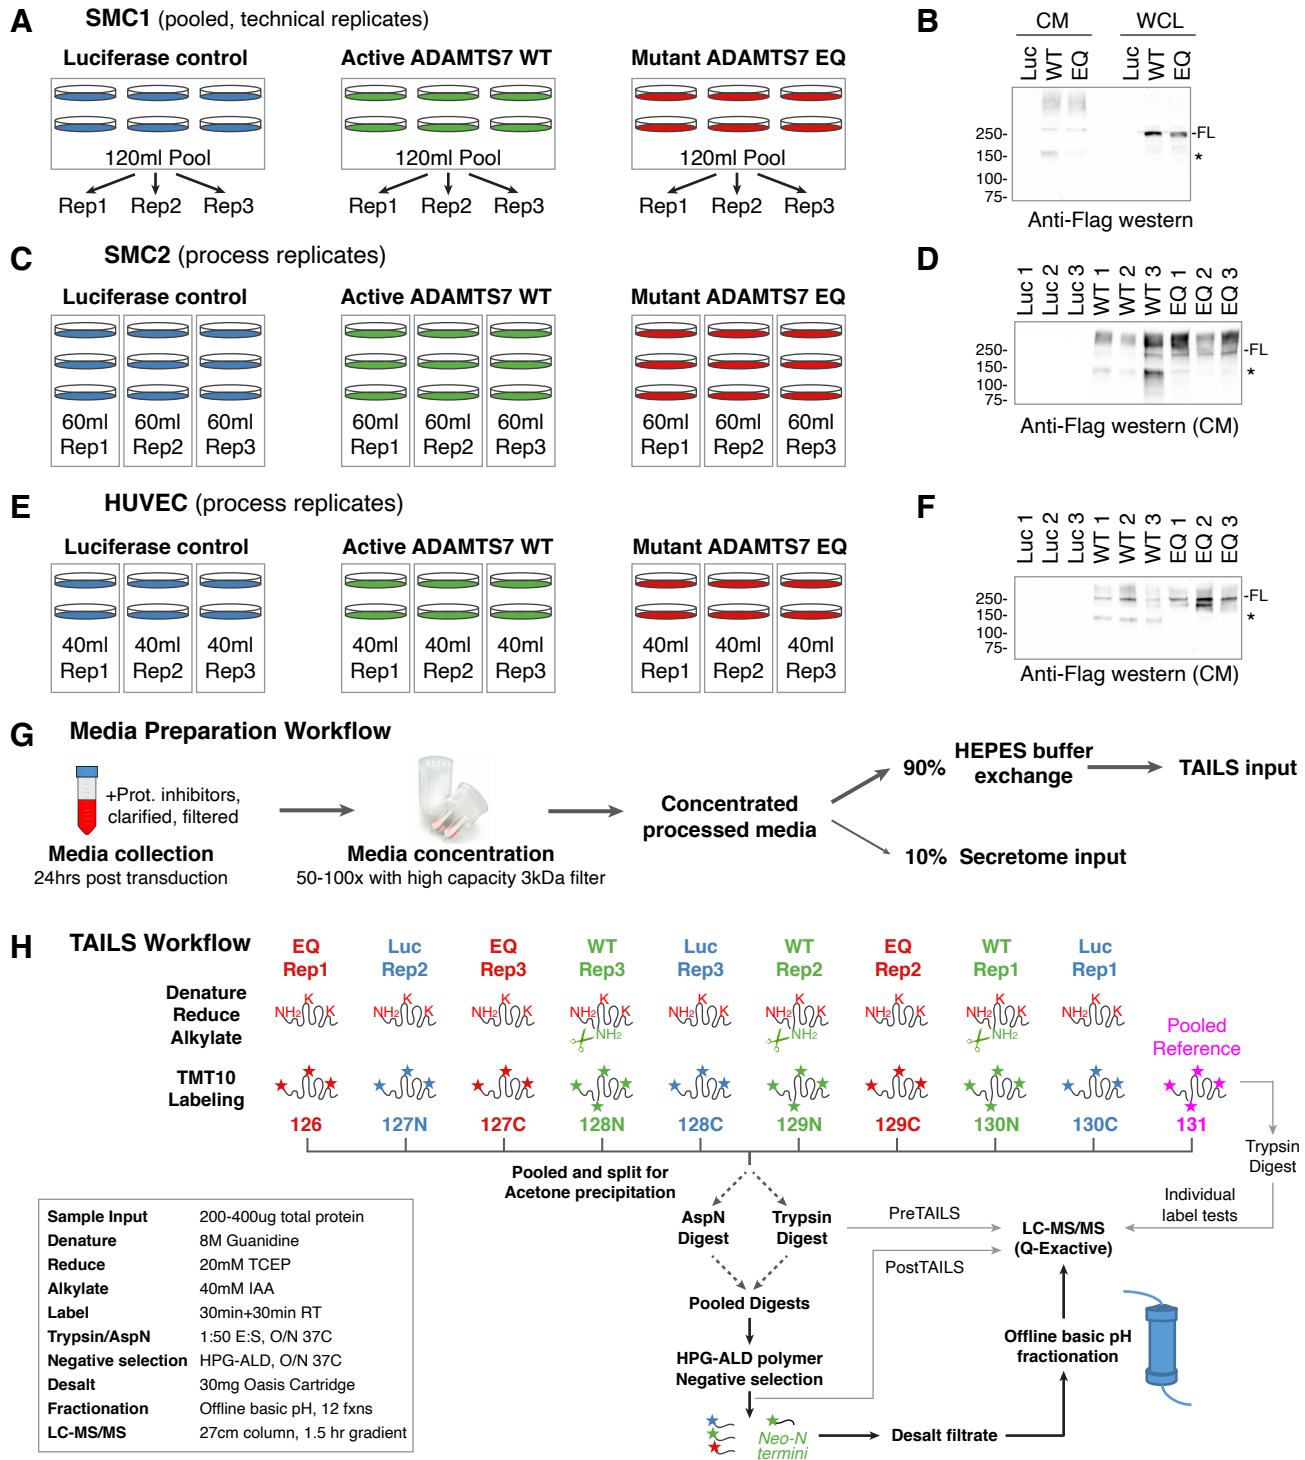 A SMC1 (pooled, technical replicates)
Luciferase control
Active ADAMTS7 WT
Mutant ADAMTS7 EQ
120ml Pool
120ml Pool
120ml Pool
Rep1 Rep2 Rep3
Rep1 Rep2 Rep3
Rep1 Rep2 Rep3
B
CM WCL
Luc WT EQ Luc WT EQ
250-
150-
100-
75-
-FL
*
Anti-Flag western
C SMC2 (process replicates)
Luciferase control
Active ADAMTS7 WT
Mutant ADAMTS7 EQ
60ml 60ml 60ml
Rep1 Rep2 Rep3
60ml 60ml 60ml
Rep1 Rep2 Rep3
60ml 60ml 60ml
Rep1 Rep2 Rep3
D
Luc 1 Luc 2 Luc 3 WT 1 WT 2 WT 3 EQ 1 EQ 2 EQ 3
250-
150-
100-
75-
-FL
*
Anti-Flag western (CM)
E HUVEC (process replicates)
Luciferase control
Active ADAMTS7 WT
Mutant ADAMTS7 EQ
40ml 40ml 40ml
Rep1 Rep2 Rep3
40ml 40ml 40ml
Rep1 Rep2 Rep3
40ml 40ml 40ml
Rep1 Rep2 Rep3
F
Luc 1 Luc 2 Luc 3 WT 1 WT 2 WT 3 EQ 1 EQ 2 EQ 3
250-
150-
100-
75-
-FL
*
Anti-Flag western (CM)
G Media Preparation Workflow
+Prot. inhibitors,
clarified, filtered
Media collection
24hrs post transduction
Media concentration
50-100x with high capacity 3kDa filter
Concentrated
processed media
90% HEPES buffer
exchange
TAILS input
10% Secretome input
H TAILS Workflow
EQ Luc EQ WT Luc WT EQ WT Luc
Rep1 Rep2 Rep3 Rep3 Rep3 Rep2 Rep2 Rep1 Rep1
Denature
Reduce
Alkylate
NH2 K K
NH2 K K
NH2 K K
NH2 K K NH2
NH2 K K
NH2 K K NH2
NH2 K K
NH2 K K NH2
NH2 K K
Pooled
Reference
TMT10
Labeling
126 127N 127C 128N 128C 129N 129C 130N 130C 131
Trypsin
Digest
Individual
label tests
Pooled and split for
Acetone precipitation
AspN
Digest
Trypsin
Digest
PreTAILS
PostTAILS
LC-MS/MS
(Q-Exactive)
Pooled Digests
HPG-ALD polymer
Negative selection
Neo-N
termini
Desalt filtrate
Offline basic pH
fractionation
Sample Input 200-400ug total protein
Denature 8M Guanidine
Reduce 20mM TCEP
Alkylate 40mM IAA
Label 30min+30min RT
Trypsin/AspN 1:50 E:S, O/N 37C
Negative selection HPG-ALD, O/N 37C
Desalt 30mg Oasis Cartridge
Fractionation Offline basic pH, 12 fxns
LC-MS/MS 27cm column, 1.5 hr gradient